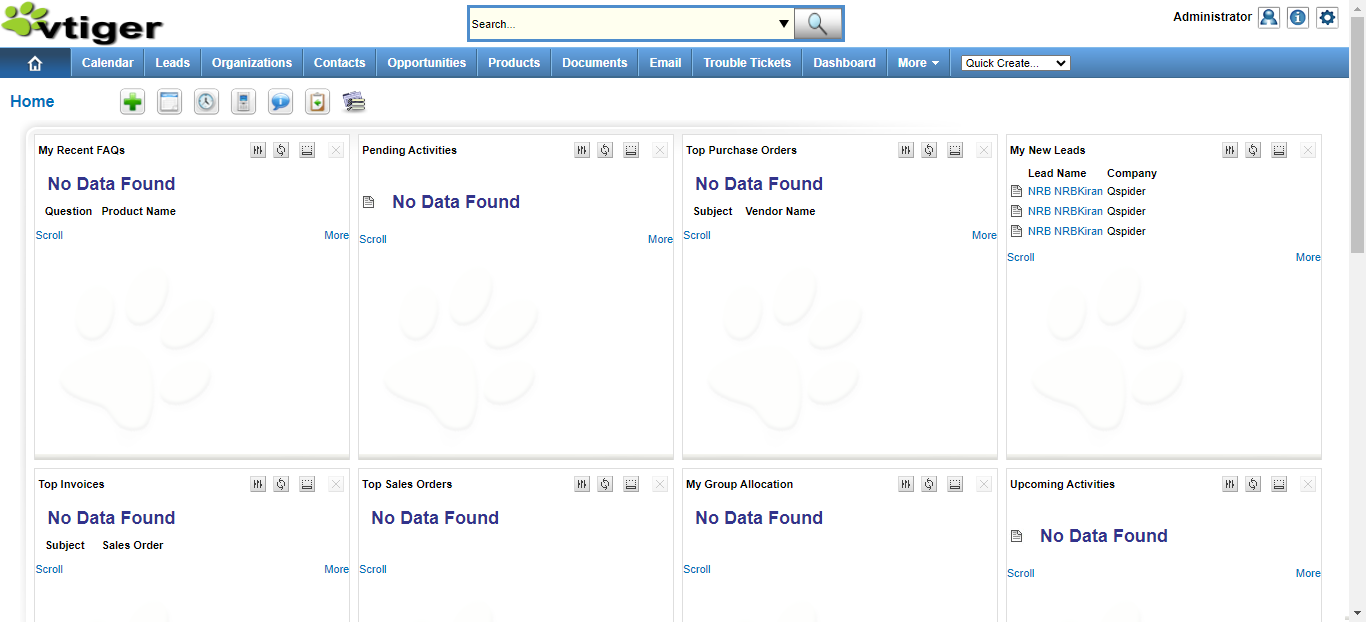 vtiger
Search...
Administrator
Calendar Leads Organizations Contacts Opportunities Products Documents Email Trouble Tickets Dashboard More Quick Create...
Home
My Recent FAQs
No Data Found
Question Product Name
Scroll More
Pending Activities
No Data Found
Scroll More
Top Purchase Orders
No Data Found
Subject Vendor Name
Scroll More
My New Leads
Lead Name Company
NRB NRBKiran Qspider
NRB NRBKiran Qspider
NRB NRBKiran Qspider
Scroll More
Top Invoices
No Data Found
Subject Sales Order
Scroll More
Top Sales Orders
No Data Found
Scroll
My Group Allocation
No Data Found
Scroll
Upcoming Activities
No Data Found
Scroll More